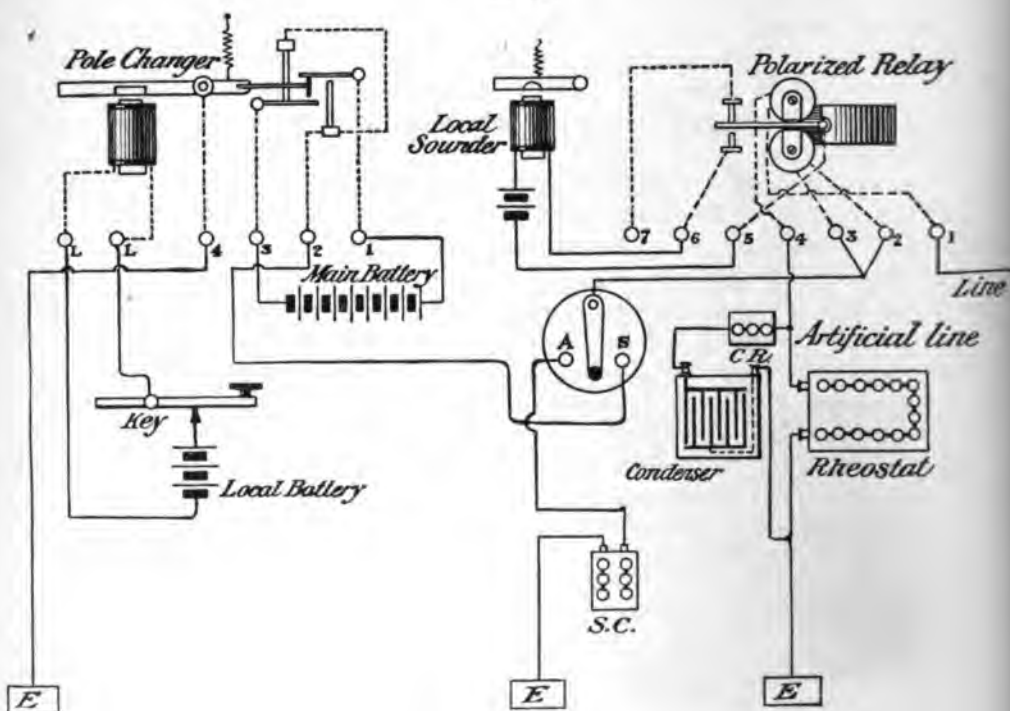 Pole Changer
Polarized Relay
Local
Sounder
L
L
4
3
2
1
7
6
5
4
3
2
1
Main Battery
Line
A
S
C.R.
Artificial line
Key
Condenser
Rheostat
Local Battery
S.C.
E
E
E